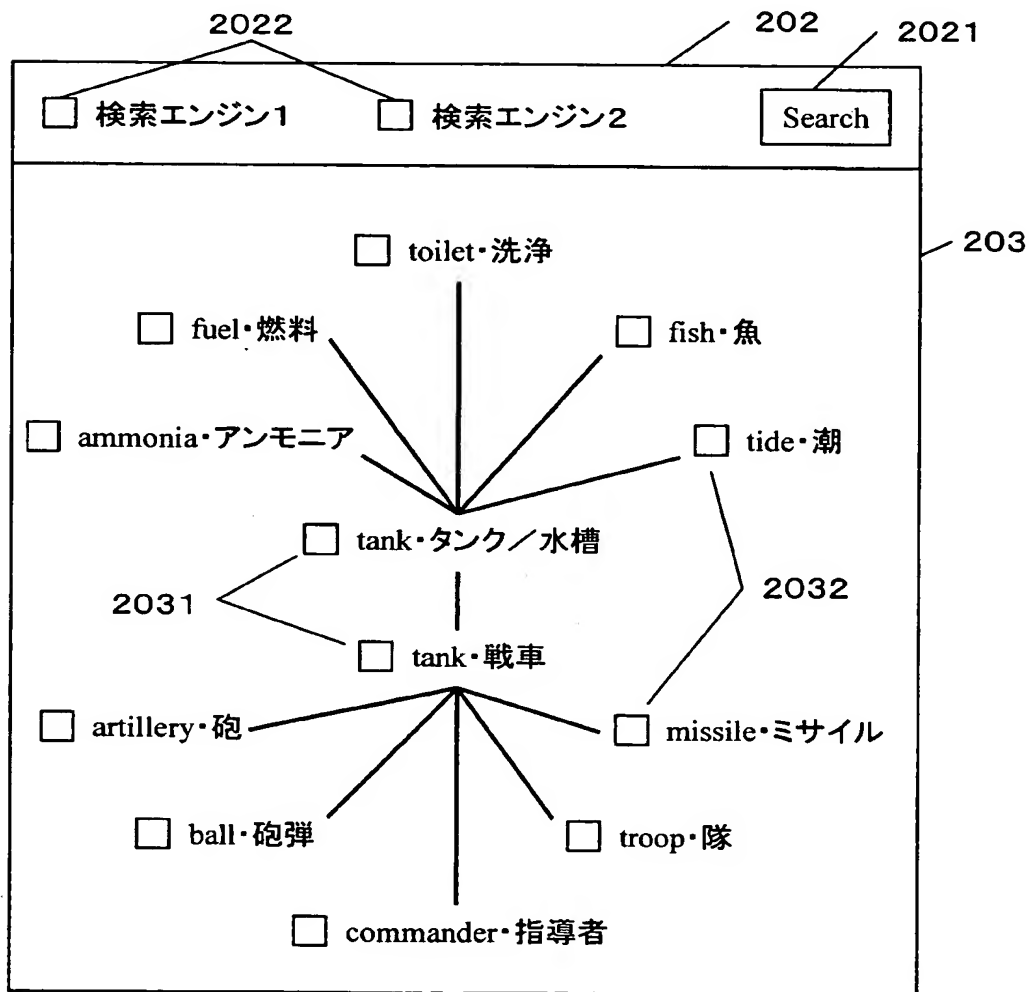 2022
202
2021
検索エンジン1
検索エンジン2
Search
203
toilet・洗浄
fuel・燃料
fish・魚
ammonia・アンモニア
tide・潮
tank・タンク／水槽
2031
2032
tank・戦車
artillery・砲
missile・ミサイル
ball・砲弾
troop・隊
commander・指導者